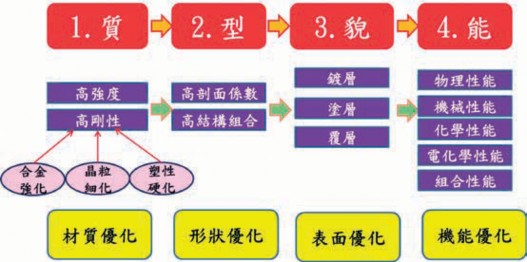 1.質
2.型
3.貌
4.能
高強度
高剛性
合金
強化
晶粒
細化
塑性
硬化
高剖面係數
高結構組合
鍍層
塗層
覆層
物理性能
機械性能
化學性能
電化學性能
組合性能
材質優化
形狀優化
表面優化
機能優化